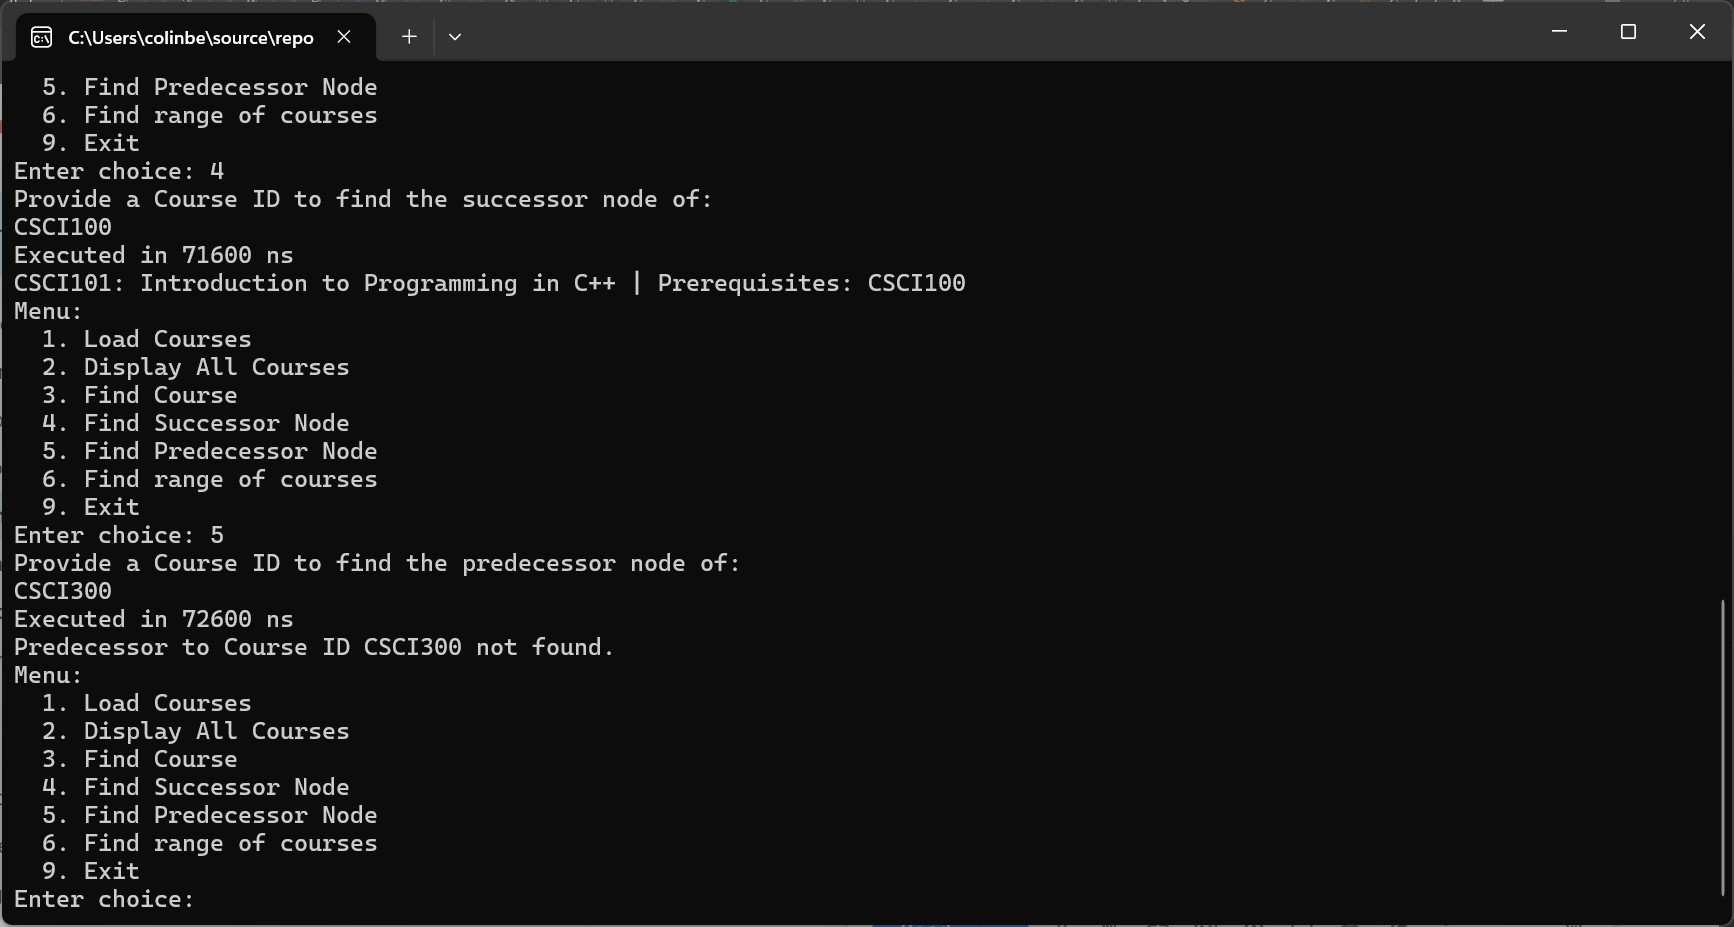 C:\Users\colinbe\source\repo
5. Find Predecessor Node
6. Find range of courses
9. Exit
Enter choice: 4
Provide a Course ID to find the successor node of:
CSCI100
Executed in 71600 ns
CSCI101: Introduction to Programming in C++ | Prerequisites: CSCI100
Menu:
1. Load Courses
2. Display All Courses
3. Find Course
4. Find Successor Node
5. Find Predecessor Node
6. Find range of courses
9. Exit
Enter choice: 5
Provide a Course ID to find the predecessor node of:
CSCI300
Executed in 72600 ns
Predecessor to Course ID CSCI300 not found.
Menu:
1. Load Courses
2. Display All Courses
3. Find Course
4. Find Successor Node
5. Find Predecessor Node
6. Find range of courses
9. Exit
Enter choice: